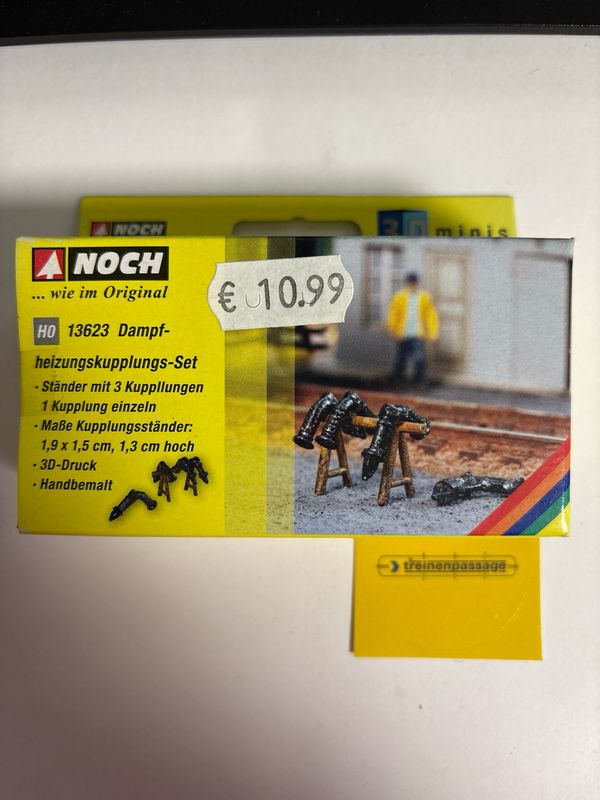 NOCH
3D minis
NOCH
... wie im Original
€ 10.99
H0 13623 Dampf-
heizungskupplungs-Set
· Ständer mit 3 Kuppllungen
1 Kupplung einzeln
· Maße Kupplungsständer:
1,9 x 1,5 cm, 1,3 cm hoch
· 3D-Druck
· Handbemalt
treinenpassage